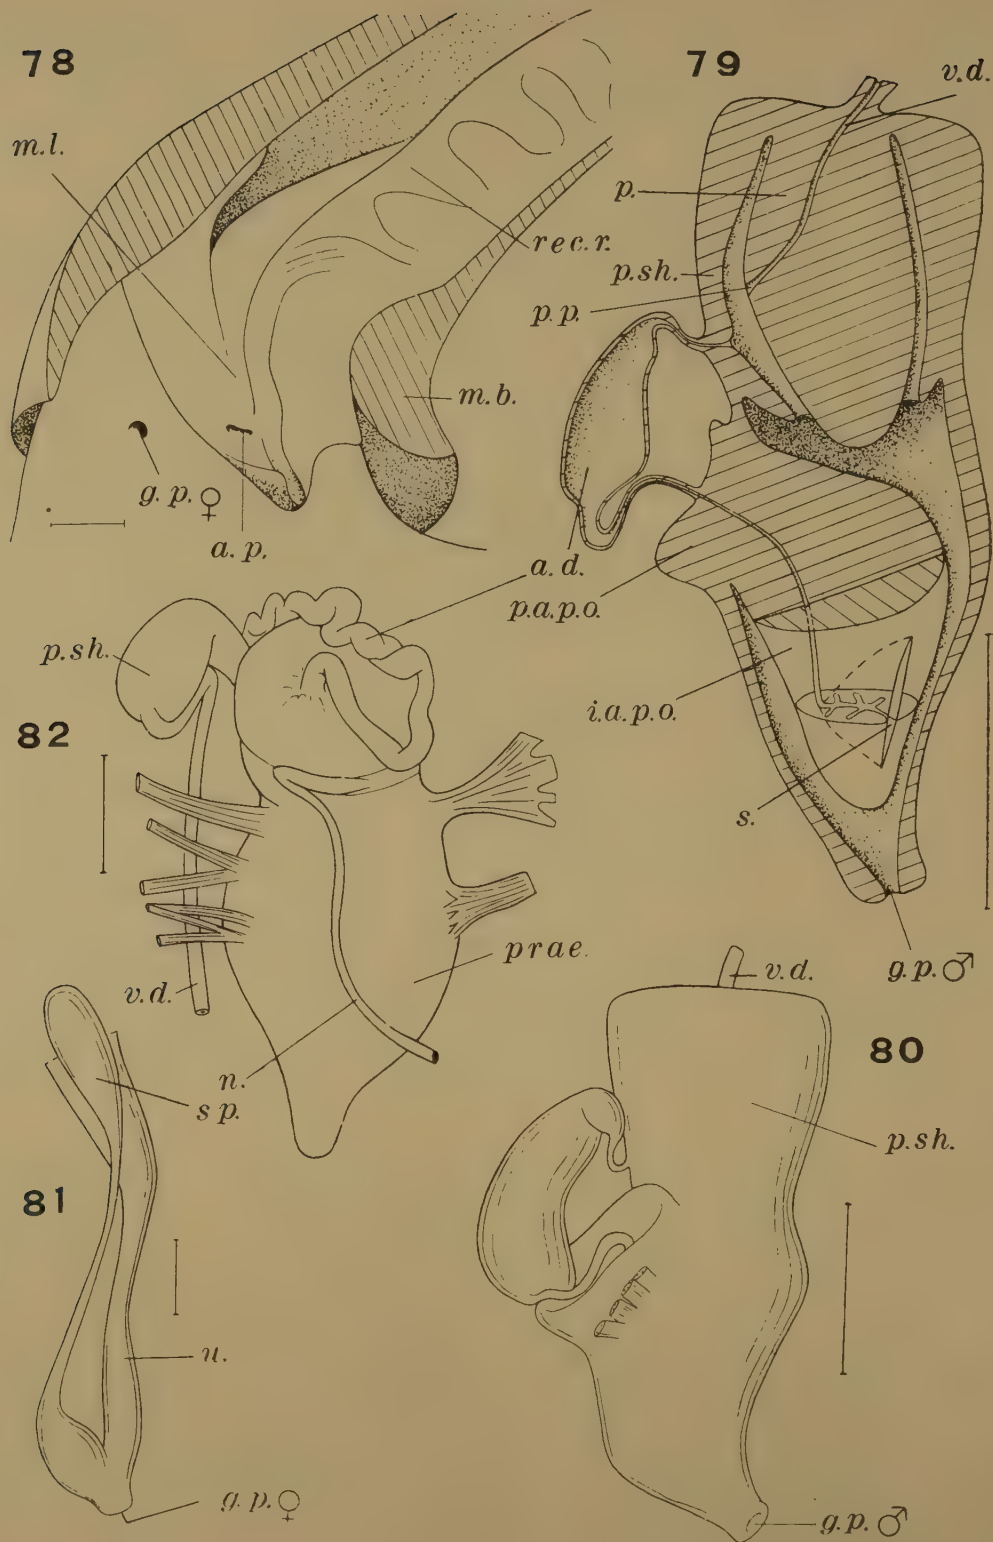 78
79
v.d.
m.l.
p.
rec.r.
p.sh.
p.p.
m.b.
g.p.♀
a.p.
a.d.
p.a.p.o.
p.sh.
i.a.p.o.
82
s.
prae.
g.p.♂
v.d.
v.d.
80
n.
sp.
p.sh.
81
u.
g.p.♀
g.p.♂